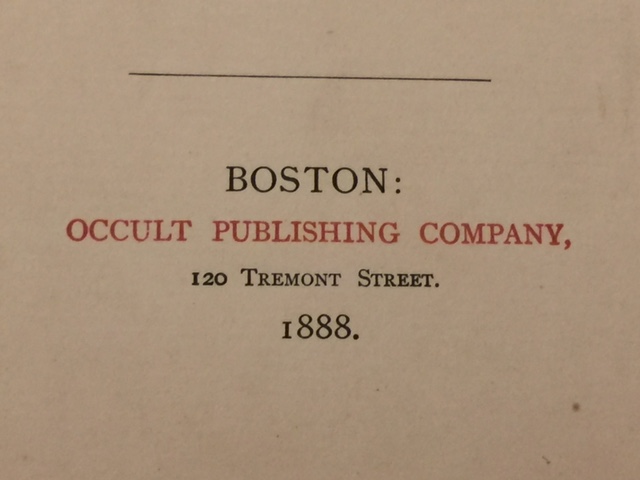 BOSTON:
OCCULT PUBLISHING COMPANY,
120 TREMONT STREET.
1888.